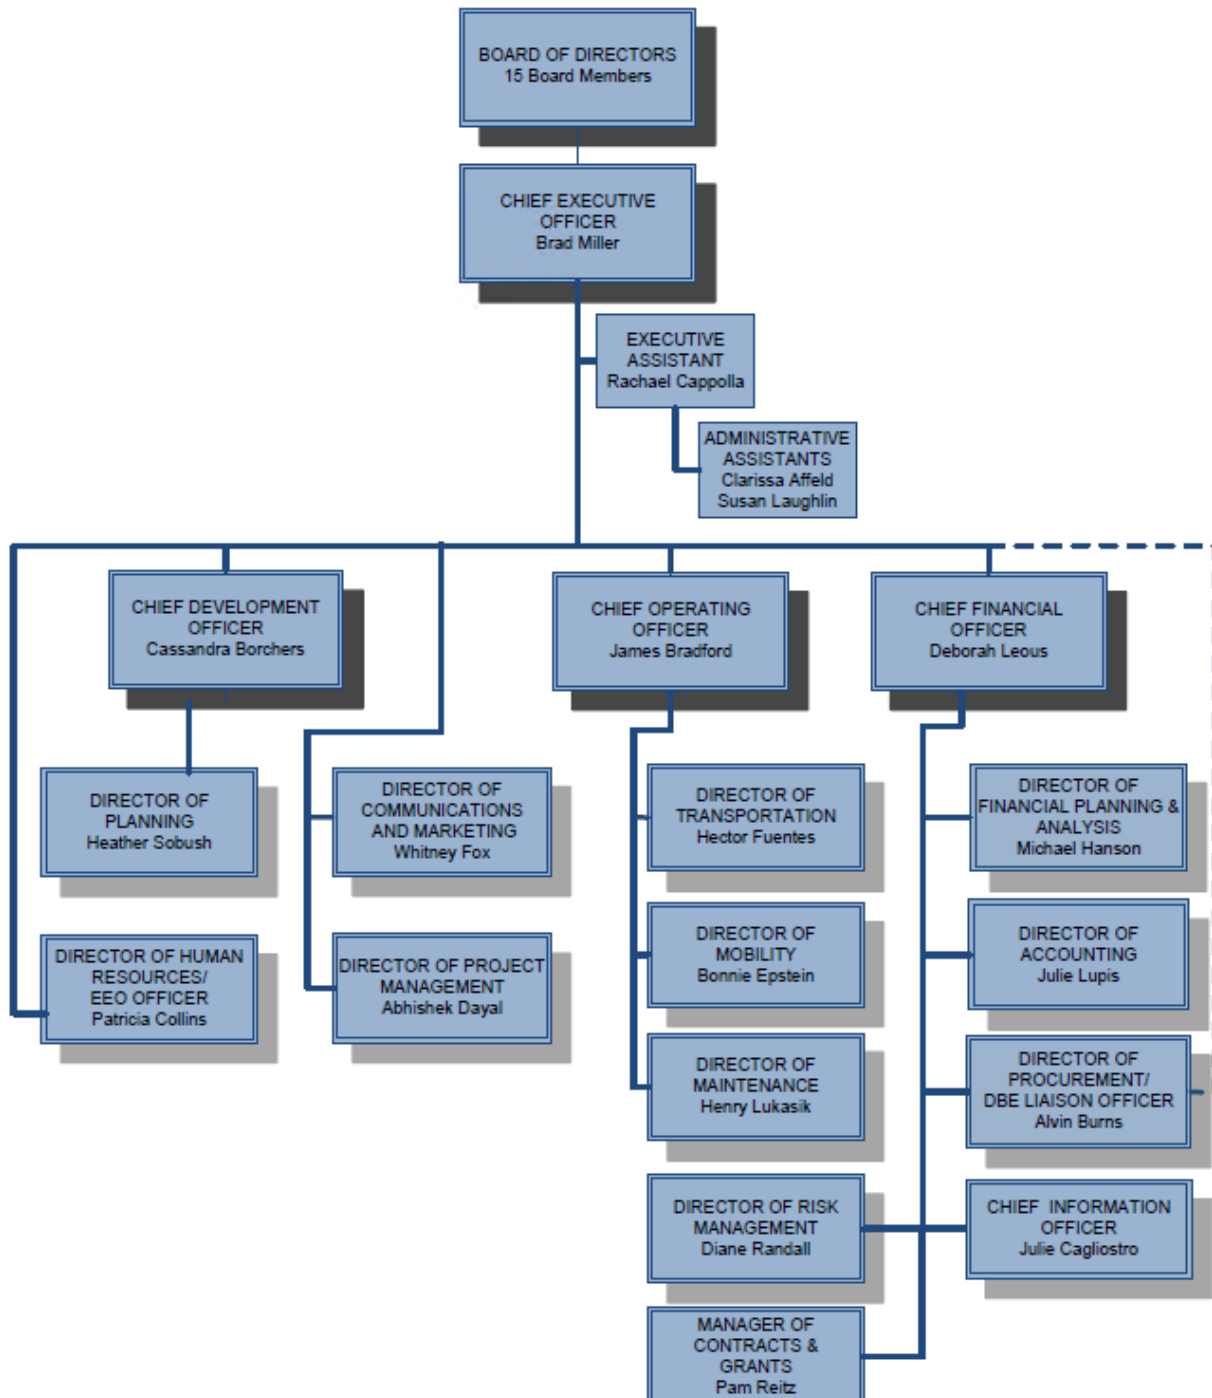 BOARD OF DIRECTORS
15 Board Members
CHIEF EXECUTIVE
OFFICER
Brad Miller
EXECUTIVE
ASSISTANT
Rachael Cappolla
ADMINISTRATIVE
ASSISTANTS
Clarissa Affeld
Susan Laughlin
CHIEF DEVELOPMENT
OFFICER
Cassandra Borchers
CHIEF OPERATING
OFFICER
James Bradford
CHIEF FINANCIAL
OFFICER
Deborah Leous
DIRECTOR OF
PLANNING
Heather Sobush
DIRECTOR OF
COMMUNICATIONS
AND MARKETING
Whitney Fox
DIRECTOR OF
TRANSPORTATION
Hector Fuentes
DIRECTOR OF
FINANCIAL PLANNING &
ANALYSIS
Michael Hanson
DIRECTOR OF HUMAN
RESOURCES/
EEO OFFICER
Patricia Collins
DIRECTOR OF PROJECT
MANAGEMENT
Abhishek Dayal
DIRECTOR OF
MOBILITY
Bonnie Epstein
DIRECTOR OF
ACCOUNTING
Julie Lupis
DIRECTOR OF
MAINTENANCE
Henry Lukasik
DIRECTOR OF
PROCUREMENT/
DBE LIAISON OFFICER
Alvin Burns
DIRECTOR OF RISK
MANAGEMENT
Diane Randall
CHIEF INFORMATION
OFFICER
Julie Cagliostro
MANAGER OF
CONTRACTS &
GRANTS
Pam Reitz